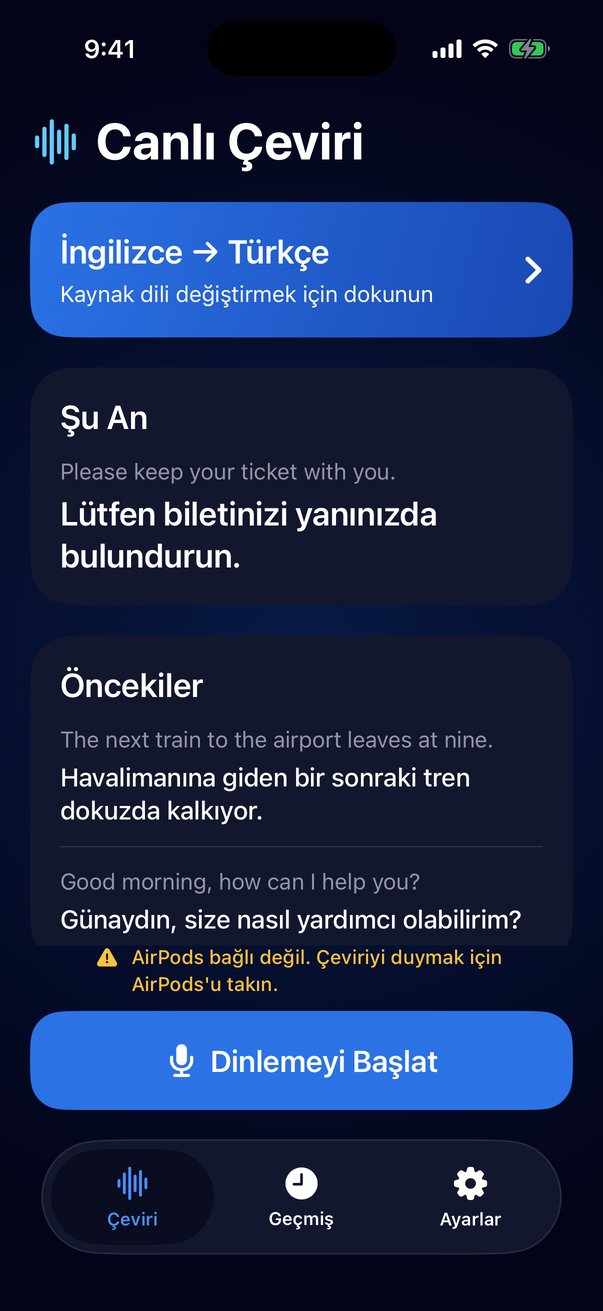 9:41
Canlı Çeviri
İngilizce → Türkçe
Kaynak dili değiştirmek için dokunun
Şu An
Please keep your ticket with you.
Lütfen biletinizi yanınızda
bulundurun.
Öncekiler
The next train to the airport leaves at nine.
Havalimanına giden bir sonraki tren
dokuzda kalkıyor.
Good morning, how can I help you?
Günaydın, size nasıl yardımcı olabilirim?
AirPods bağlı değil. Çeviriyi duymak için
AirPods'u takın.
Dinlemeyi Başlat
Çeviri
Geçmiş
Ayarlar